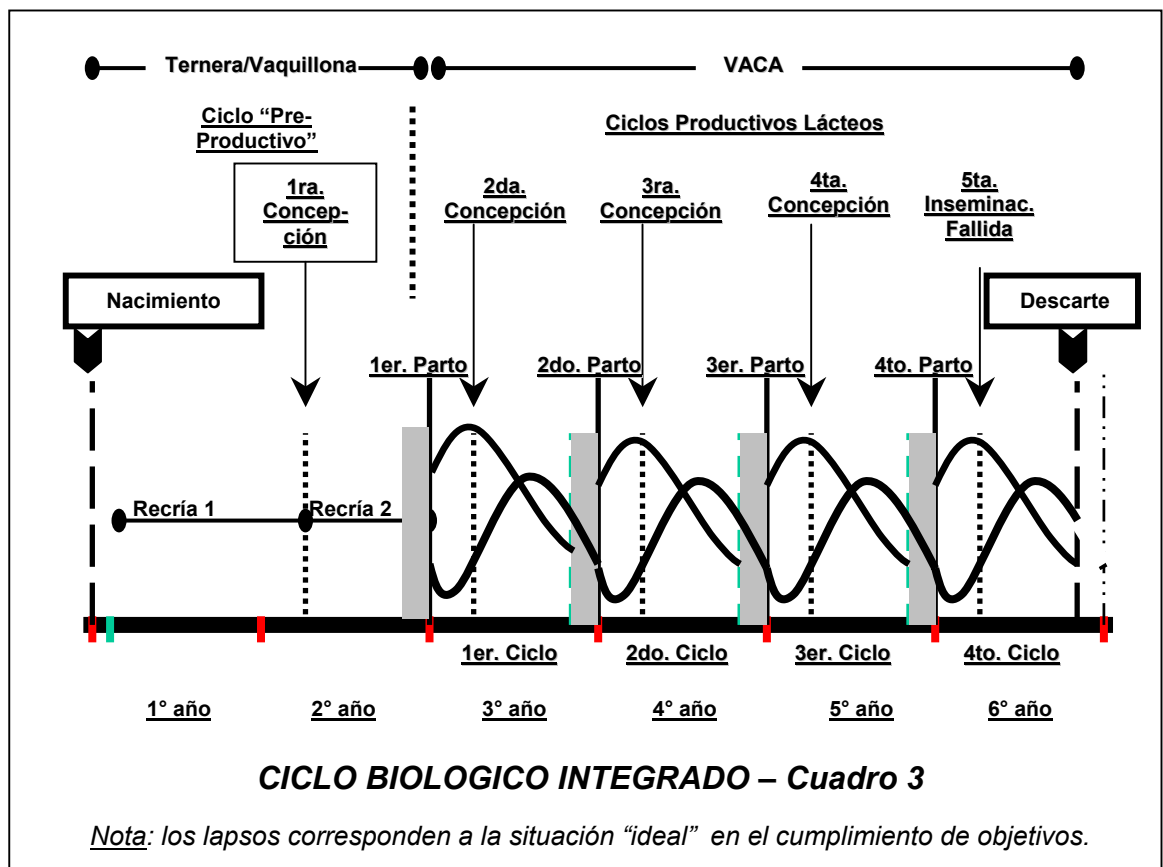 Ternera/Vaquillona
VACA
Ciclo “Pre-
Productivo”
Ciclos Productivos Lácteos
1ra.
Concep-
ción
2da.
Concepción
3ra.
Concepción
4ta.
Concepción
5ta.
Inseminac.
Fallida
Nacimiento
Descarte
1er. Parto
2do. Parto
3er. Parto
4to. Parto
Recría 1
Recría 2
1er. Ciclo
2do. Ciclo
3er. Ciclo
4to. Ciclo
1° año
2° año
3° año
4° año
5° año
6° año
CICLO BIOLOGICO INTEGRADO – Cuadro 3
Nota: los lapsos corresponden a la situación “ideal” en el cumplimiento de objetivos.